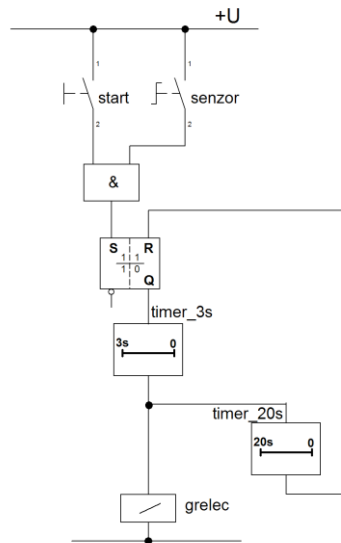 +U
1
1
start
senzor
2
2
&
S R
1 1
1 0
Q
timer_3s
3s 0
timer_20s
20s 0
grelec